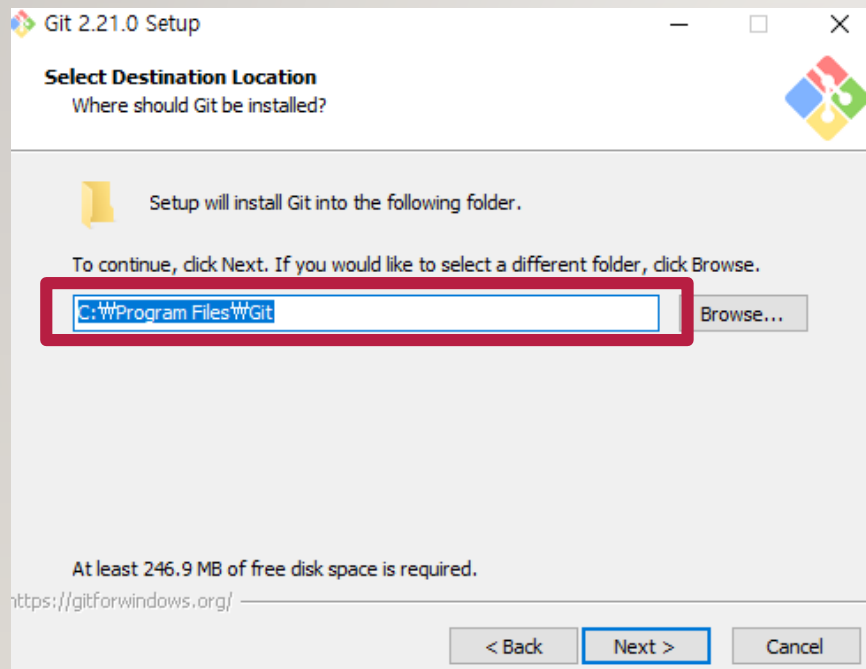 Git 2.21.0 Setup
Select Destination Location
Where should Git be installed?
Setup will install Git into the following folder.
To continue, click Next. If you would like to select a different folder, click Browse.
C:₩Program Files₩Git
Browse...
At least 246.9 MB of free disk space is required.
https://gitforwindows.org/
< Back
Next >
Cancel